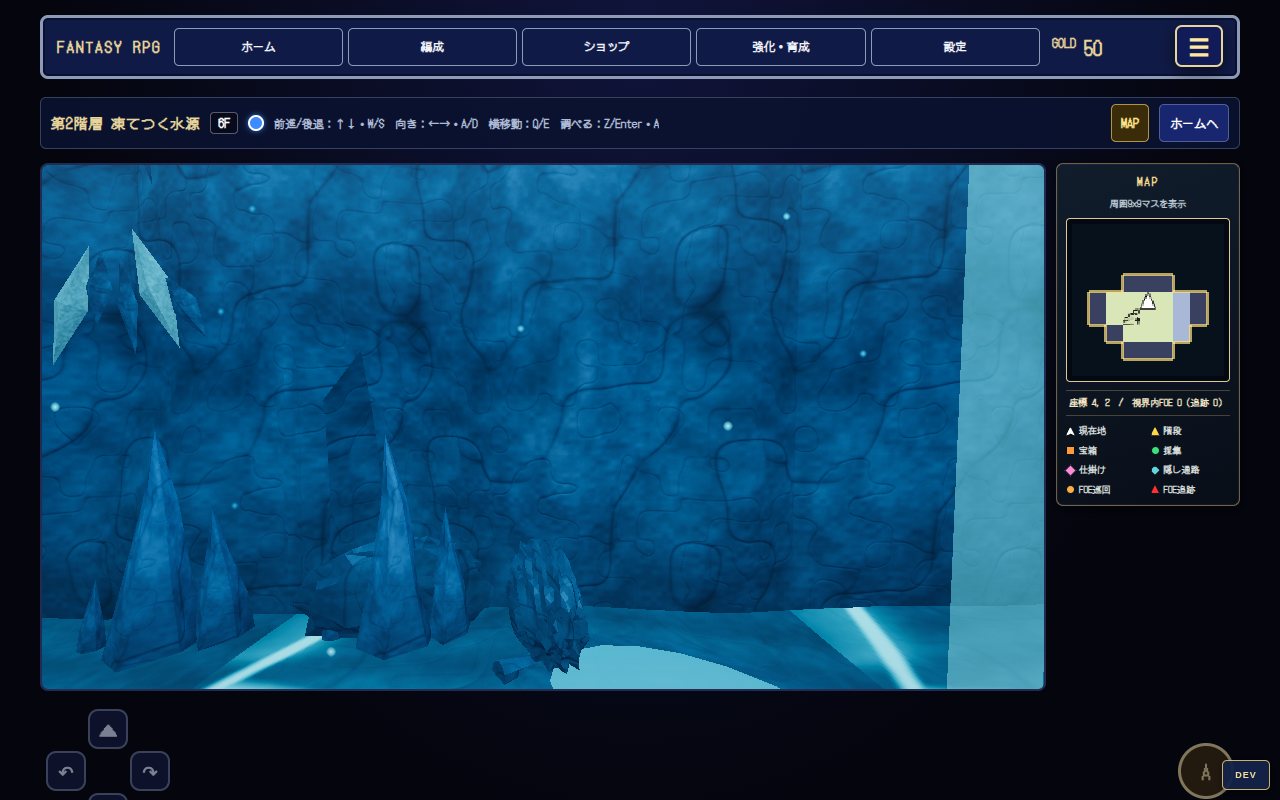 FANTASY RPG ホーム 編成 ショップ 強化・育成 設定 GOLD 50
第2階層 凍てつく水源 6F 前進/後退：↑↓・W/S 向き：←→・A/D 横移動：Q/E 調べる：Z/Enter・A MAP ホームへ
MAP
周囲9x9マスを表示
座標 4, 2 / 視界内FOE 0（追跡 0）
現在地 階段
宝箱 採集
仕掛け 隠し通路
FOE巡回 FOE追跡
A
DEV